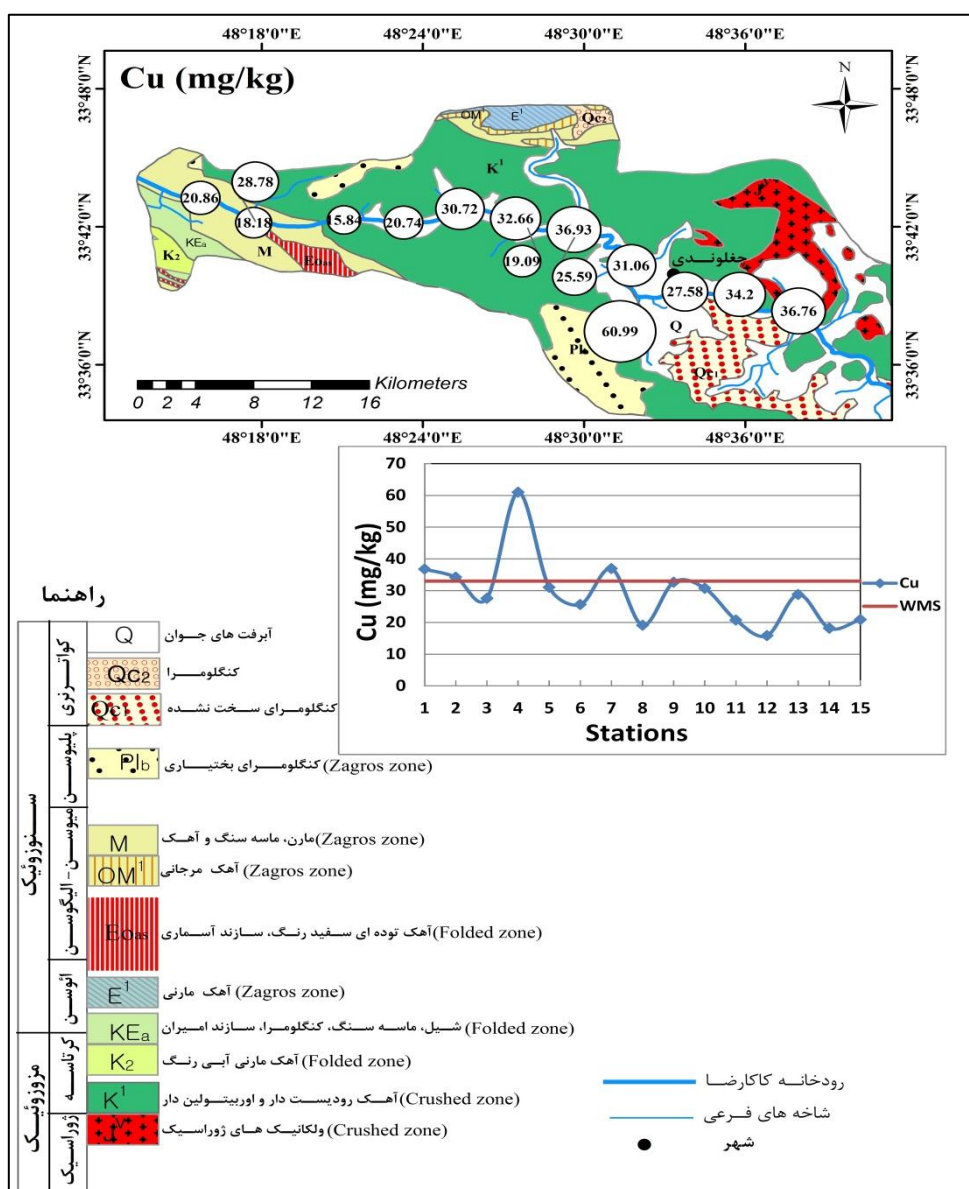 48°18'0"E
48°24'0"E
48°30'0"E
48°36'0"E
Cu (mg/kg)
N
33°48'0"N
33°48'0"N
OM¹
E¹
Qc₂
K¹
J
28.78
20.86
18.18
15.84
20.74
30.72
32.66
36.93
33°42'0"N
33°42'0"N
KEa
K₂
M
Eoas
19.09
25.59
31.06
چغلوندی
27.58
34.2
36.76
60.99
Q
Pl
Qc1
33°36'0"N
33°36'0"N
Kilometers
0 2 4 8 12 16
48°18'0"E
48°24'0"E
48°30'0"E
48°36'0"E
70
60
50
40
30
20
10
0
Cu (mg/kg)
Cu
WMS
1 2 3 4 5 6 7 8 9 10 11 12 13 14 15
Stations
راهنما
سنوزوئیک
مزوزوئیک
کواترنری
پلیوسن
میوسن - الیگوسن
ائوسن
کرتاسه
ژوراسیک
Q آبرفت های جوان
Qc2 کنگلومرا
Qc1 کنگلومرای سخت نشده
Plb کنگلومرای بختیاری (Zagros zone)
M مارن، ماسه سنگ و آهک (Zagros zone)
OM¹ آهک مرجانی (Zagros zone)
Eoas آهک توده ای سفید رنگ، سازند آسماری (Folded zone)
E¹ آهک مارنی (Zagros zone)
KEa شیل، ماسه سنگ، کنگلومرا، سازند امیران (Folded zone)
K2 آهک مارنی آبی رنگ (Folded zone)
K¹ آهک رودیست دار و اوربیتولین دار (Crushed zone)
Jv ولکانیک های ژوراسیک (Crushed zone)
رودخانه کاکارضا
شاخه های فرعی
شهر